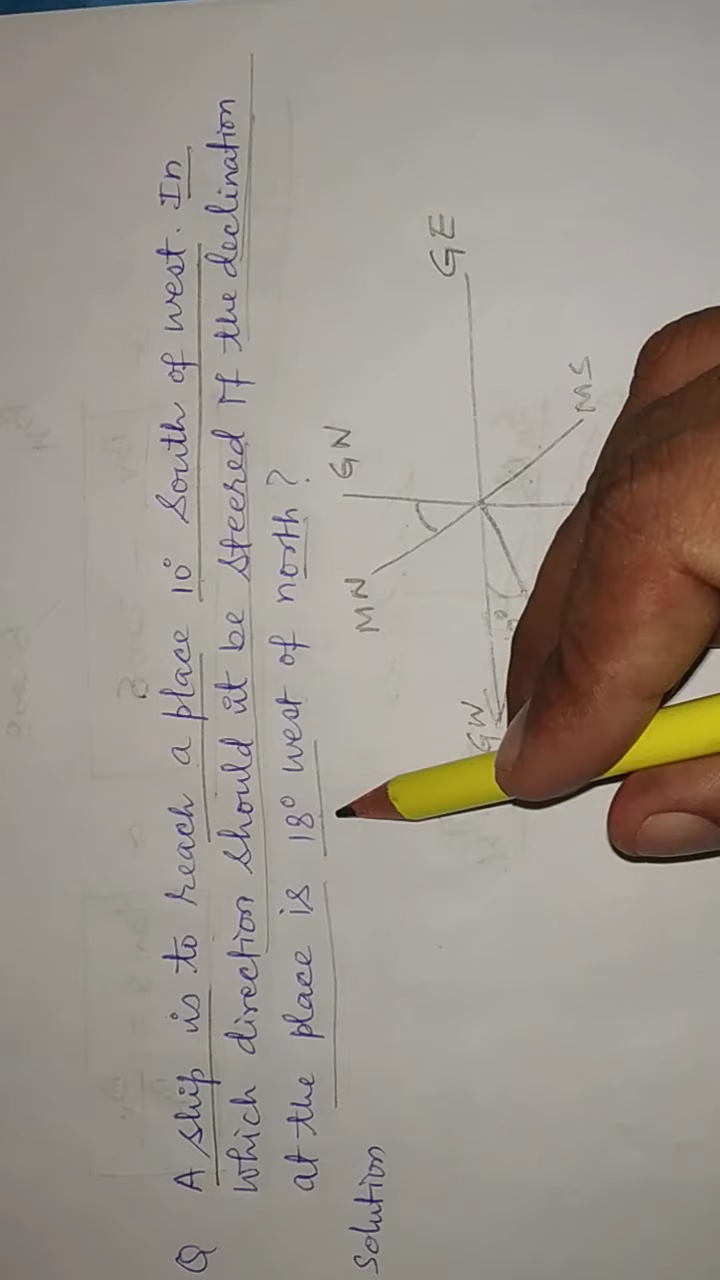 Q A ship is to reach a place 10° South of west. In
which direction should it be steered if the declination
at the place is 18° west of north?
Solution
MN
GN
GE
GW
MS